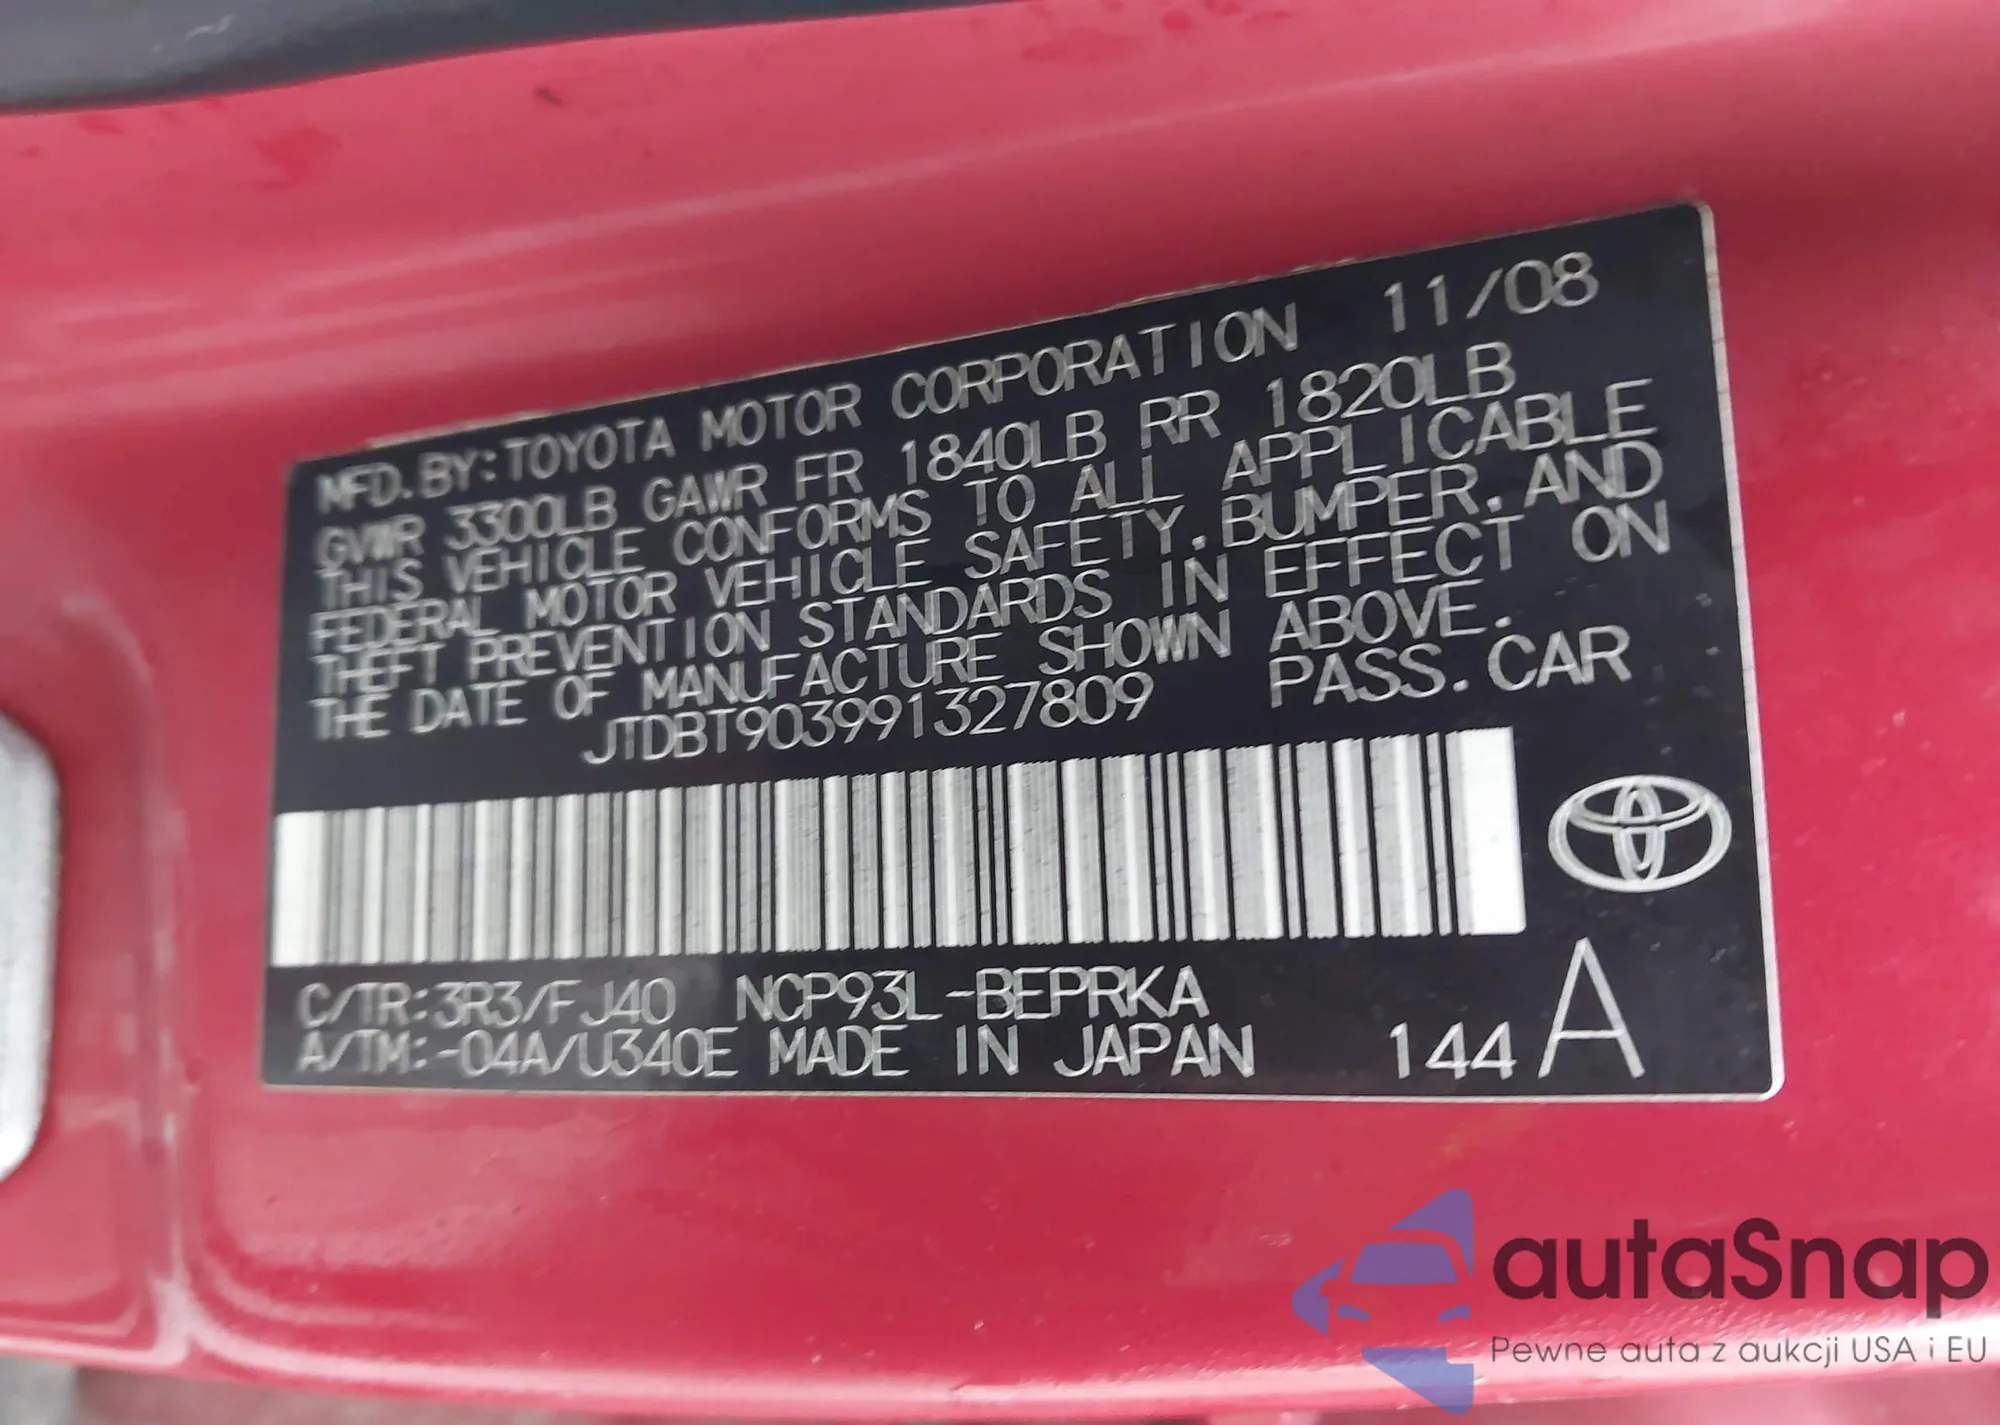 MFD.BY:TOYOTA MOTOR CORPORATION 11/08
GVWR 3300LB GAWR FR 1840LB RR 1820LB
THIS VEHICLE CONFORMS TO ALL APPLICABLE
FEDERAL MOTOR VEHICLE SAFETY,BUMPER,AND
THEFT PREVENTION STANDARDS IN EFFECT ON
THE DATE OF MANUFACTURE SHOWN ABOVE.
JTDBT903991327809 PASS.CAR
C/TR:3R3/FJ40 NCP93L-BEPRKA
A/TM:-04A/U340E MADE IN JAPAN 144 A
autaSnap
Pewne auta z aukcji USA i EU